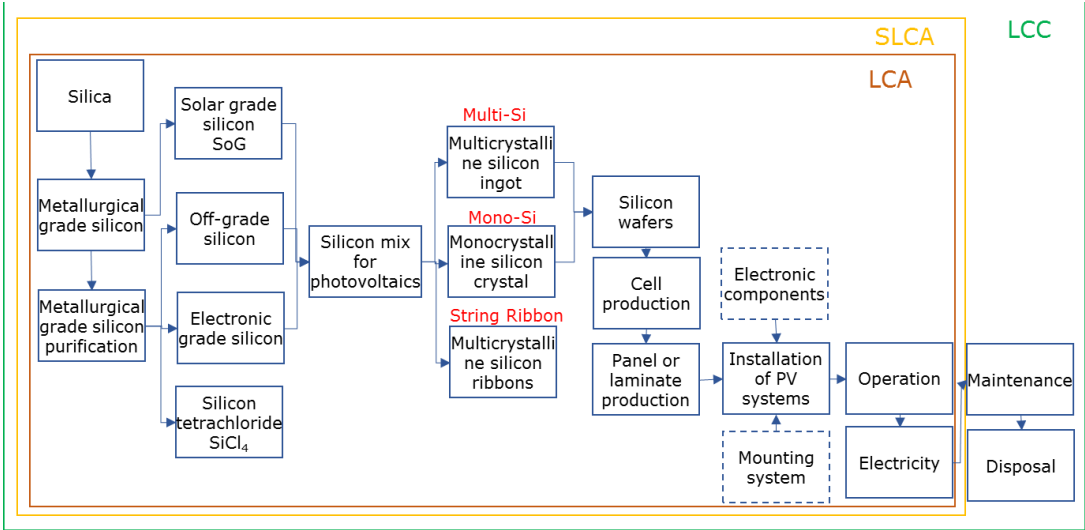 LCC
SLCA
LCA
Silica
Metallurgical
grade silicon
Metallurgical
grade silicon
purification
Solar grade
silicon
SoG
Off-grade
silicon
Electronic
grade silicon
Silicon
tetrachloride
SiCl₄
Silicon mix
for
photovoltaics
Multi-Si
Multicrystalli
ne silicon
ingot
Mono-Si
Monocrystall
ine silicon
crystal
String Ribbon
Multicrystalli
ne silicon
ribbons
Silicon
wafers
Cell
production
Panel or
laminate
production
Electronic
components
Installation
of PV
systems
Mounting
system
Operation
Electricity
Maintenance
Disposal